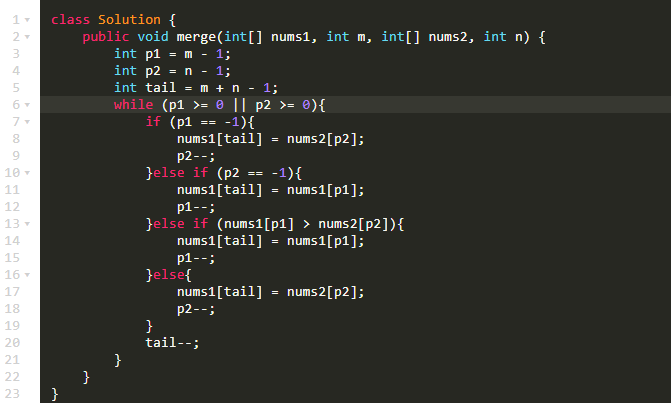 1 class Solution {
2     public void merge(int[] nums1, int m, int[] nums2, int n) {
3         int p1 = m - 1;
4         int p2 = n - 1;
5         int tail = m + n - 1;
6         while (p1 >= 0 || p2 >= 0){
7             if (p1 == -1){
8                 nums1[tail] = nums2[p2];
9                 p2--;
10             }else if (p2 == -1){
11                 nums1[tail] = nums1[p1];
12                 p1--;
13             }else if (nums1[p1] > nums2[p2]){
14                 nums1[tail] = nums1[p1];
15                 p1--;
16             }else{
17                 nums1[tail] = nums2[p2];
18                 p2--;
19             }
20             tail--;
21         }
22     }
23 }